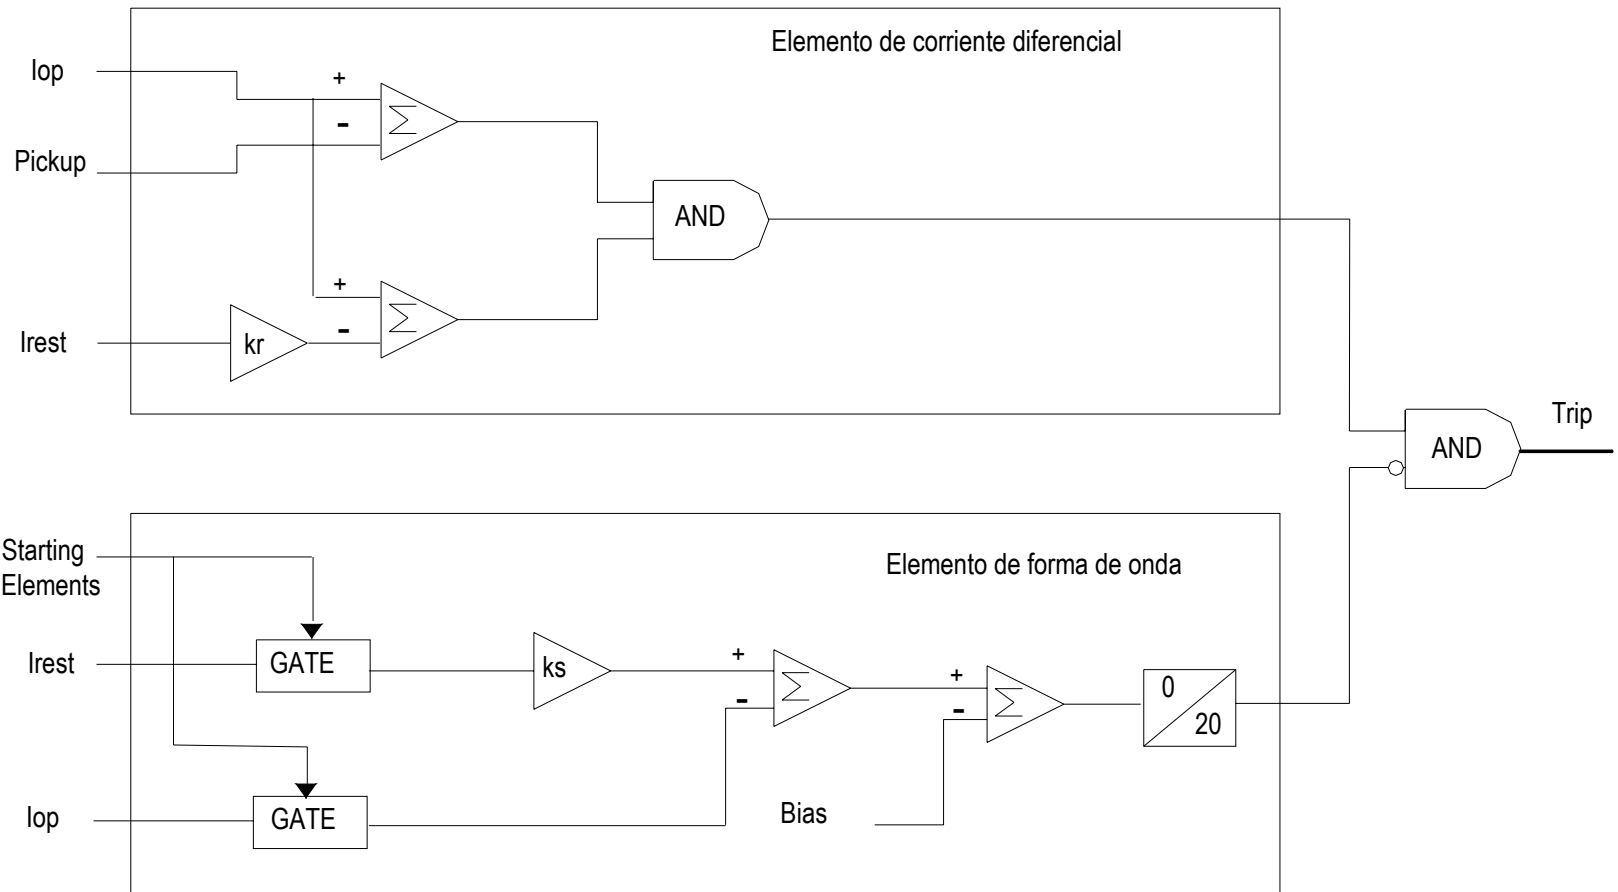 Elemento de corriente diferencial
Iop
+
-
Σ
Pickup
AND
+
-
Σ
Irest
kr
Trip
AND
Starting
Elements
Elemento de forma de onda
Irest
GATE
ks
+
-
Σ
+
-
Σ
0
20
Iop
GATE
Bias